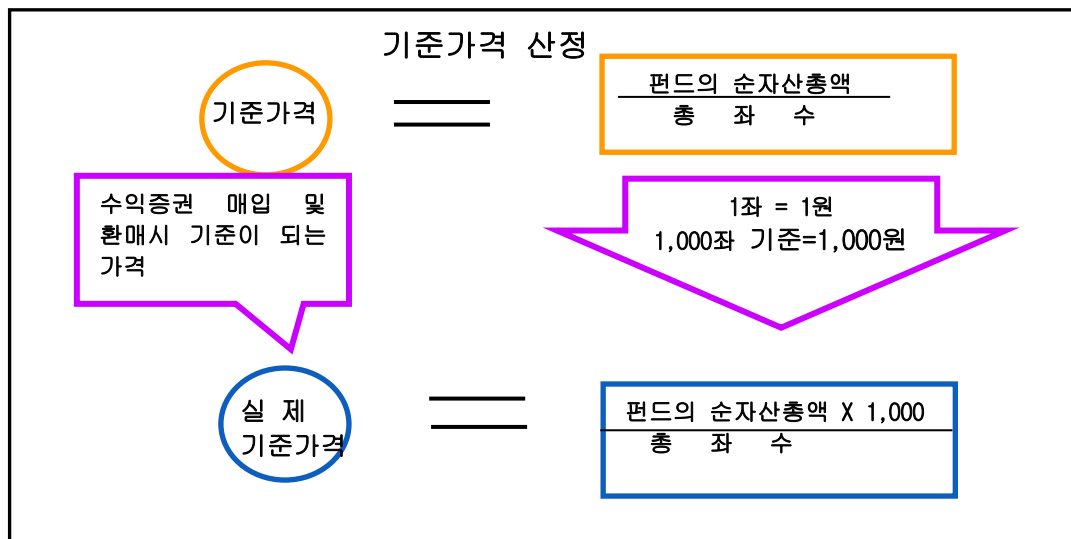 기준가격 산정
기준가격
펀드의 순자산총액
총 좌 수
수익증권 매입 및
환매시 기준이 되는
가격
1좌 = 1원
1,000좌 기준=1,000원
실 제
기준가격
펀드의 순자산총액 X 1,000
총 좌 수